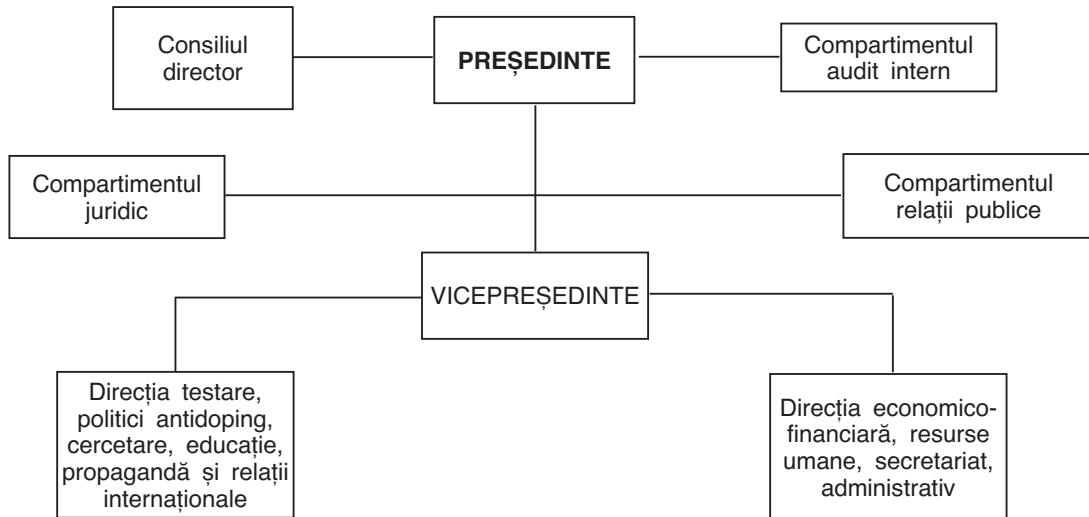 Consiliul
director
PREȘEDINTE
Compartimentul
audit intern
Compartimentul
juridic
Compartimentul
relații publice
VICEPREȘEDINTE
Direcția testare,
politici antidoping,
cercetare, educație,
propagandă și relații
internaționale
Direcția economico-
financiară, resurse
umane, secretariat,
administrativ